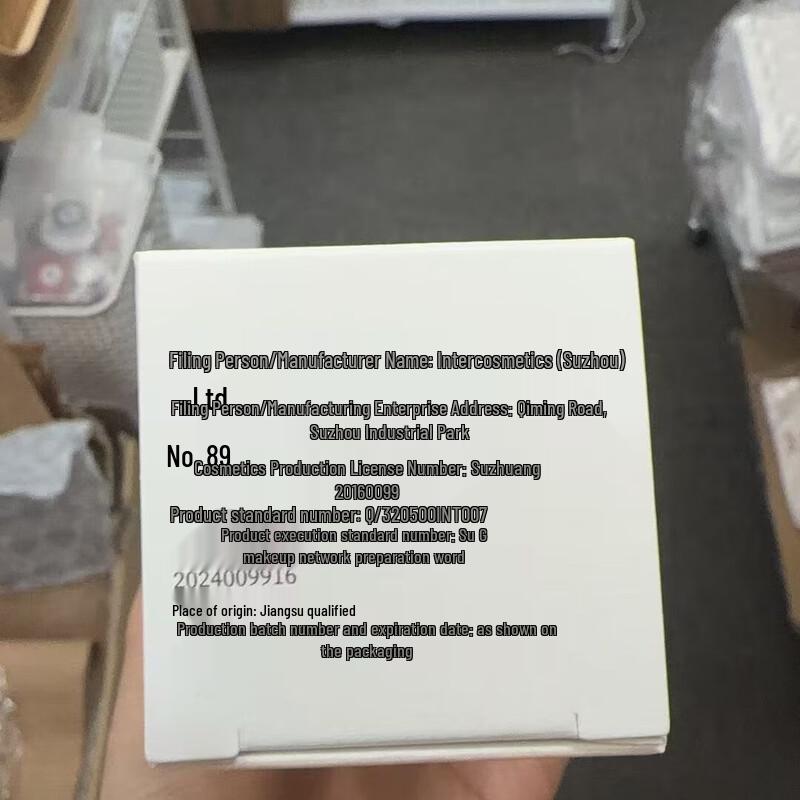 Filing Person/Manufacturer Name: Intercosmetics (Suzhou)
Ltd
Filing Person/Manufacturing Enterprise Address: Qiming Road,
Suzhou Industrial Park
No. 89
Cosmetics Production License Number: Suzhuang
20160099
Product standard number: Q/320500INT007
Product execution standard number: Su G
makeup network preparation word
2024009916
Place of origin: Jiangsu qualified
Production batch number and expiration date: as shown on
the packaging